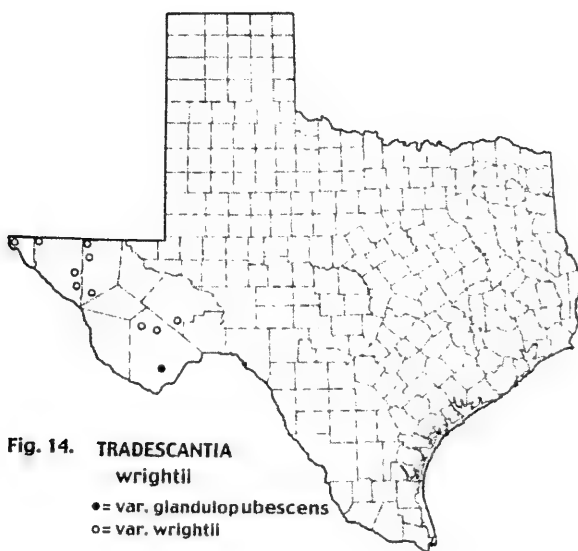 Fig. 14. TRADESCANTIA
wrightii
●= var. glandulopubescens
○= var. wrightii